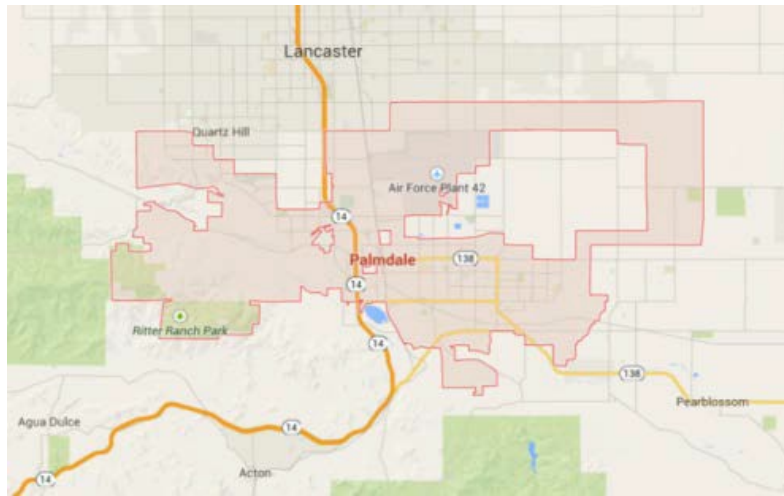 Lancaster
Quartz Hill
Air Force Plant 42
14
Palmdale
138
14
Ritter Ranch Park
14
138
Pearblossom
Agua Dulce
14
Acton
14